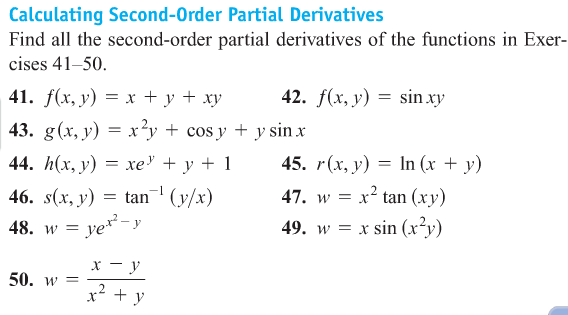 Calculating Second-Order Partial Derivatives
Find all the second-order partial derivatives of the functions in Exer-
cises 41–50.
41. f(x, y) = x + y + xy 42. f(x, y) = sin xy
43. g(x, y) = x²y + cos y + y sin x
44. h(x, y) = xeʸ + y + 1 45. r(x, y) = ln (x + y)
46. s(x, y) = tan⁻¹ (y/x) 47. w = x² tan (xy)
48. w = ye^(x² − y) 49. w = x sin (x²y)
50. w = (x − y)/(x² + y)